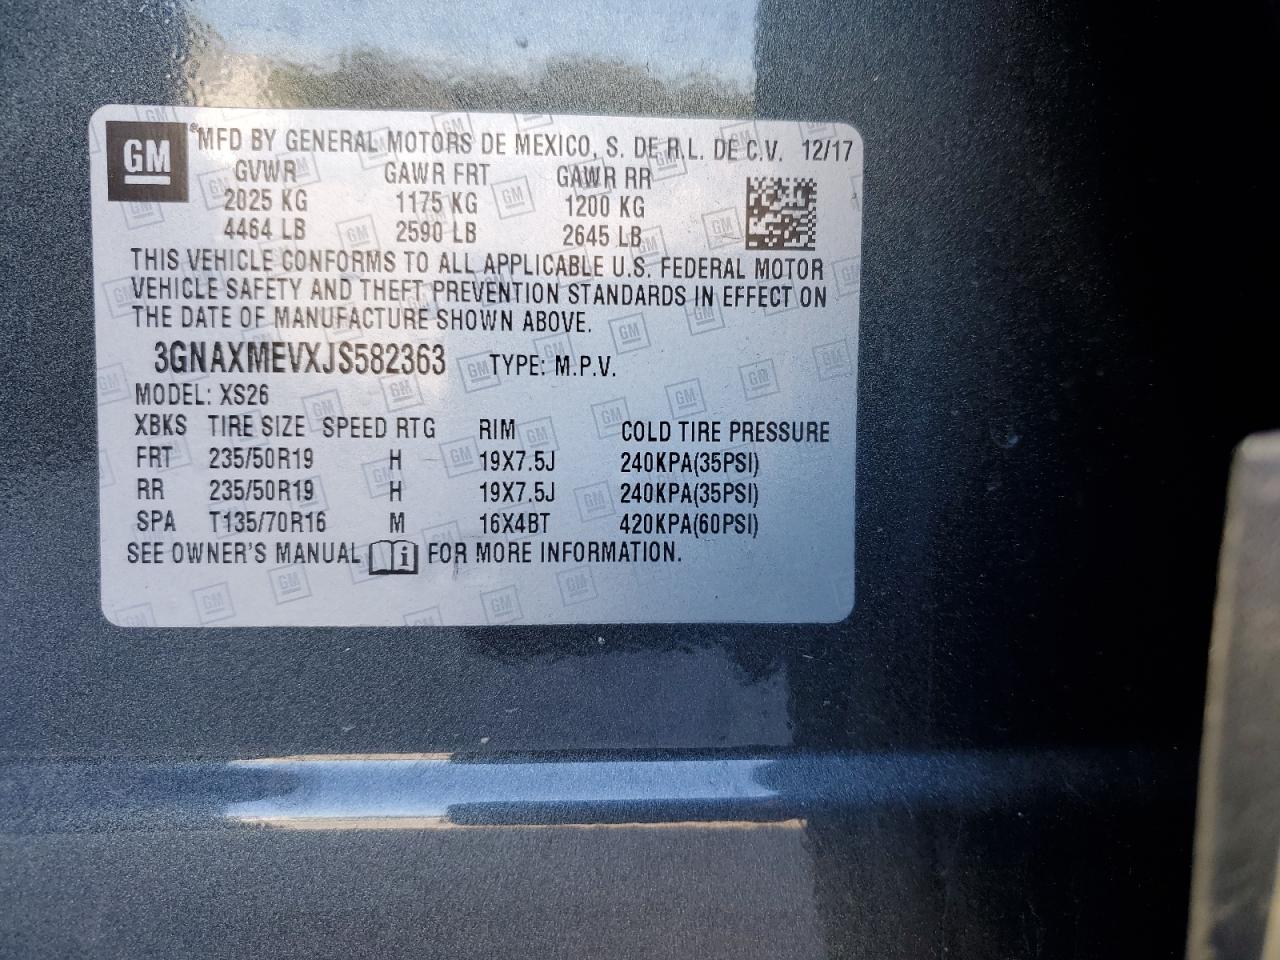 GM
MFD BY GENERAL MOTORS DE MEXICO, S. DE R.L. DE C.V. 12/17
GVWR GAWR FRT GAWR RR
2025 KG 1175 KG 1200 KG
4464 LB 2590 LB 2645 LB
THIS VEHICLE CONFORMS TO ALL APPLICABLE U.S. FEDERAL MOTOR
VEHICLE SAFETY AND THEFT PREVENTION STANDARDS IN EFFECT ON
THE DATE OF MANUFACTURE SHOWN ABOVE.
3GNAXMEVXJS582363 TYPE: M.P.V.
MODEL: XS26
XBKS TIRE SIZE SPEED RTG RIM COLD TIRE PRESSURE
FRT 235/50R19 H 19X7.5J 240KPA(35PSI)
RR 235/50R19 H 19X7.5J 240KPA(35PSI)
SPA T135/70R16 M 16X4BT 420KPA(60PSI)
SEE OWNER'S MANUAL i FOR MORE INFORMATION.